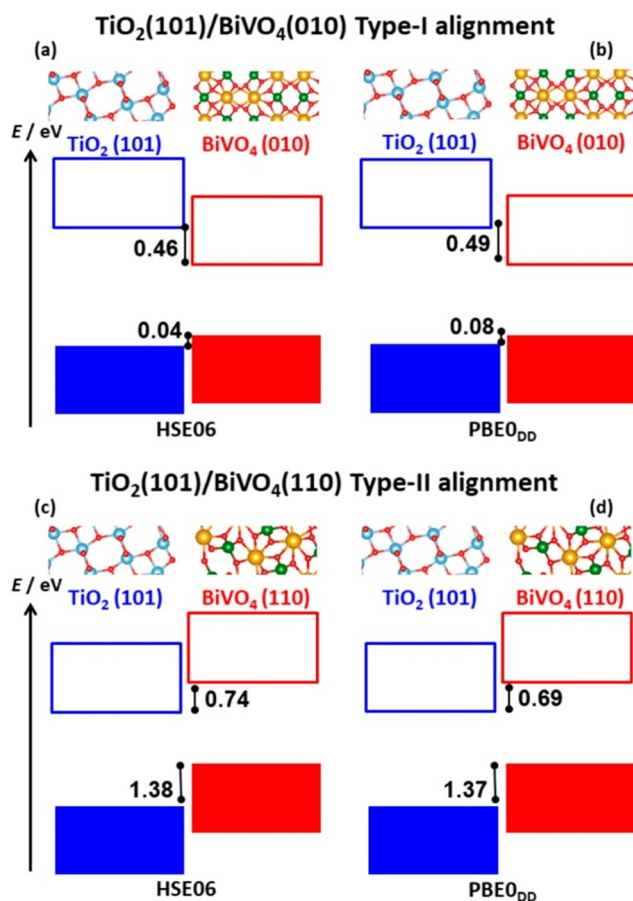 TiO₂(101)/BiVO₄(010) Type-I alignment
(a)
(b)
E / eV
TiO₂ (101)
BiVO₄ (010)
TiO₂ (101)
BiVO₄ (010)
0.46
0.49
0.04
0.08
HSE06
PBE0DD
TiO₂(101)/BiVO₄(110) Type-II alignment
(c)
(d)
E / eV
TiO₂ (101)
BiVO₄ (110)
TiO₂ (101)
BiVO₄ (110)
0.74
0.69
1.38
1.37
HSE06
PBE0DD